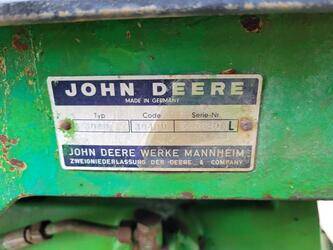 JOHN DEERE
MADE IN GERMANY
Typ Code Serie-Nr.
L
JOHN DEERE WERKE MANNHEIM
ZWEIGNIEDERLASSUNG DER DEERE & COMPANY